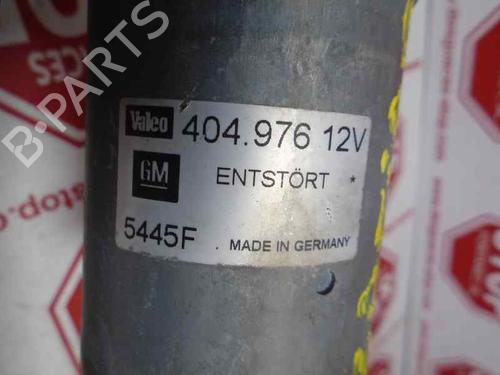 B-PARTS
Valeo 404.976 12V
GM ENTSTÖRT *
5445F MADE IN GERMANY